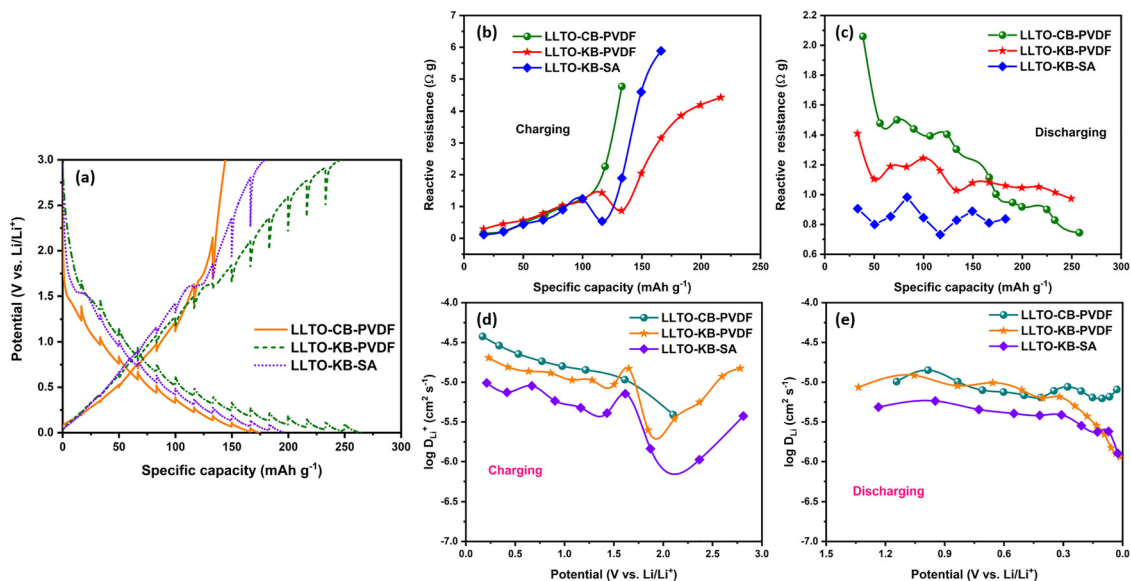 (a)
Potential (V vs. Li/Li⁺)
3.0
2.5
2.0
1.5
1.0
0.5
0.0
LLTO-CB-PVDF
LLTO-KB-PVDF
LLTO-KB-SA
0 50 100 150 200 250 300
Specific capacity (mAh g⁻¹)
(b)
Reactive resistance (Ω g)
7
6
5
4
3
2
1
0
LLTO-CB-PVDF
LLTO-KB-PVDF
LLTO-KB-SA
Charging
0 50 100 150 200 250
Specific capacity (mAh g⁻¹)
(c)
Reactive resistance (Ω g)
2.2
2.0
1.8
1.6
1.4
1.2
1.0
0.8
0.6
LLTO-CB-PVDF
LLTO-KB-PVDF
LLTO-KB-SA
Discharging
0 50 100 150 200 250 300
Specific capacity (mAh g⁻¹)
(d)
log D Li⁺ (cm² s⁻¹)
-4.0
-4.5
-5.0
-5.5
-6.0
-6.5
-7.0
LLTO-CB-PVDF
LLTO-KB-PVDF
LLTO-KB-SA
Charging
0.0 0.5 1.0 1.5 2.0 2.5 3.0
Potential (V vs. Li/Li⁺)
(e)
log D Li (cm² s⁻¹)
-4.0
-4.5
-5.0
-5.5
-6.0
-6.5
-7.0
LLTO-CB-PVDF
LLTO-KB-PVDF
LLTO-KB-SA
Discharging
1.5 1.2 0.9 0.6 0.3 0.0
Potential (V vs. Li/Li⁺)